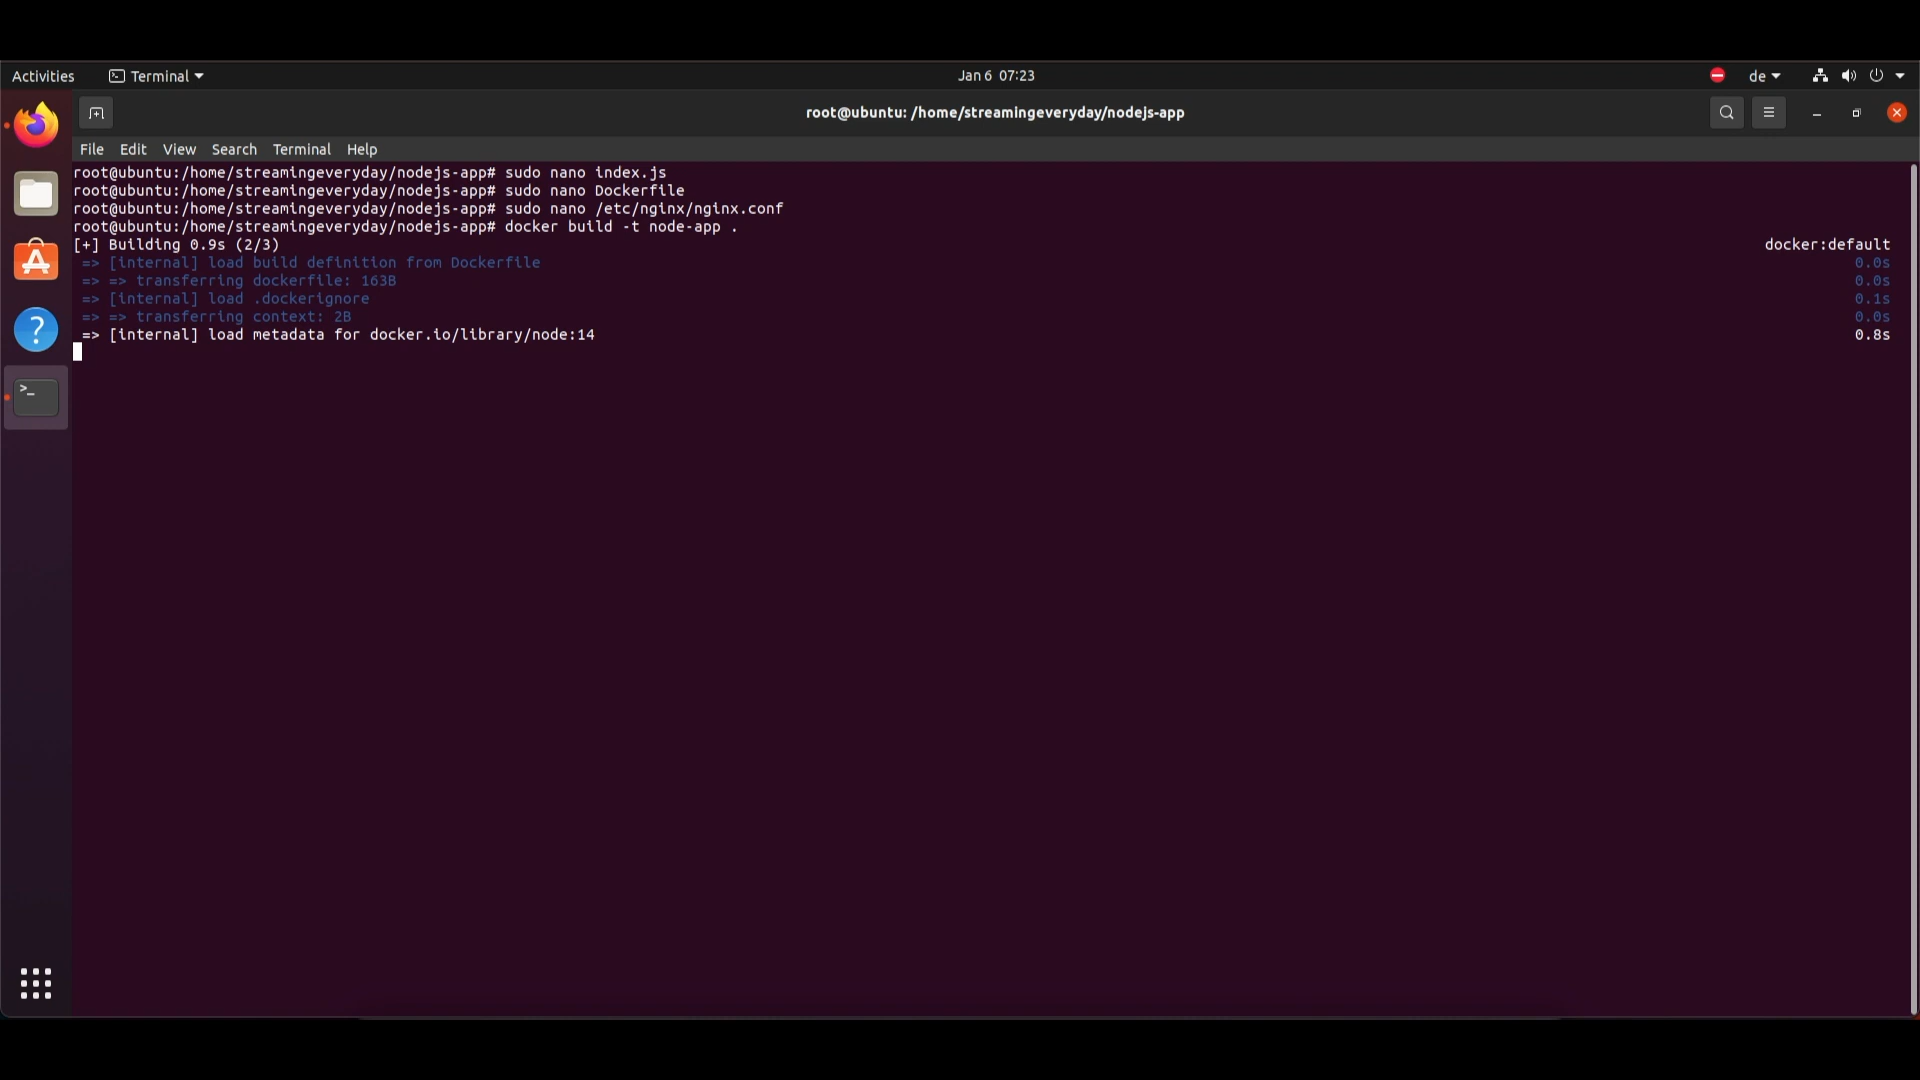 Activities Terminal Jan 6 07:23 de
root@ubuntu: /home/streamingeveryday/nodejs-app
File Edit View Search Terminal Help
root@ubuntu:/home/streamingeveryday/nodejs-app# sudo nano index.js
root@ubuntu:/home/streamingeveryday/nodejs-app# sudo nano Dockerfile
root@ubuntu:/home/streamingeveryday/nodejs-app# sudo nano /etc/nginx/nginx.conf
root@ubuntu:/home/streamingeveryday/nodejs-app# docker build -t node-app .
[+] Building 0.9s (2/3) docker:default
=> [internal] load build definition from Dockerfile 0.0s
=> => transferring dockerfile: 163B 0.0s
=> [internal] load .dockerignore 0.1s
=> => transferring context: 2B 0.0s
=> [internal] load metadata for docker.io/library/node:14 0.8s